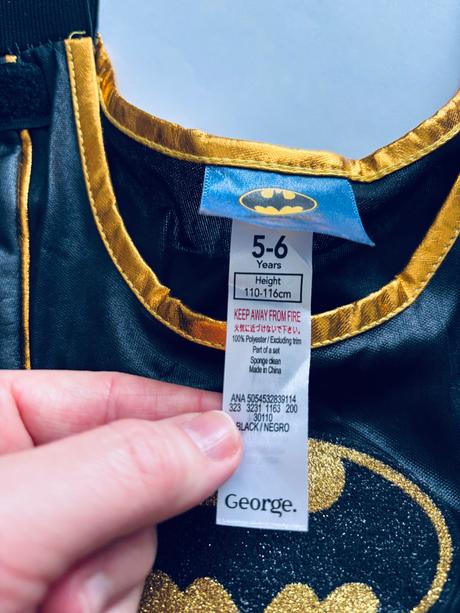 5-6
Years
Height
110-116cm
KEEP AWAY FROM FIRE
火気に近づけないで下さい。
100% Polyester / Excluding trim
Part of a set
Sponge clean
Made in China
ANA 5054532839114
323 3231 1163 200
30110
BLACK / NEGRO
George.